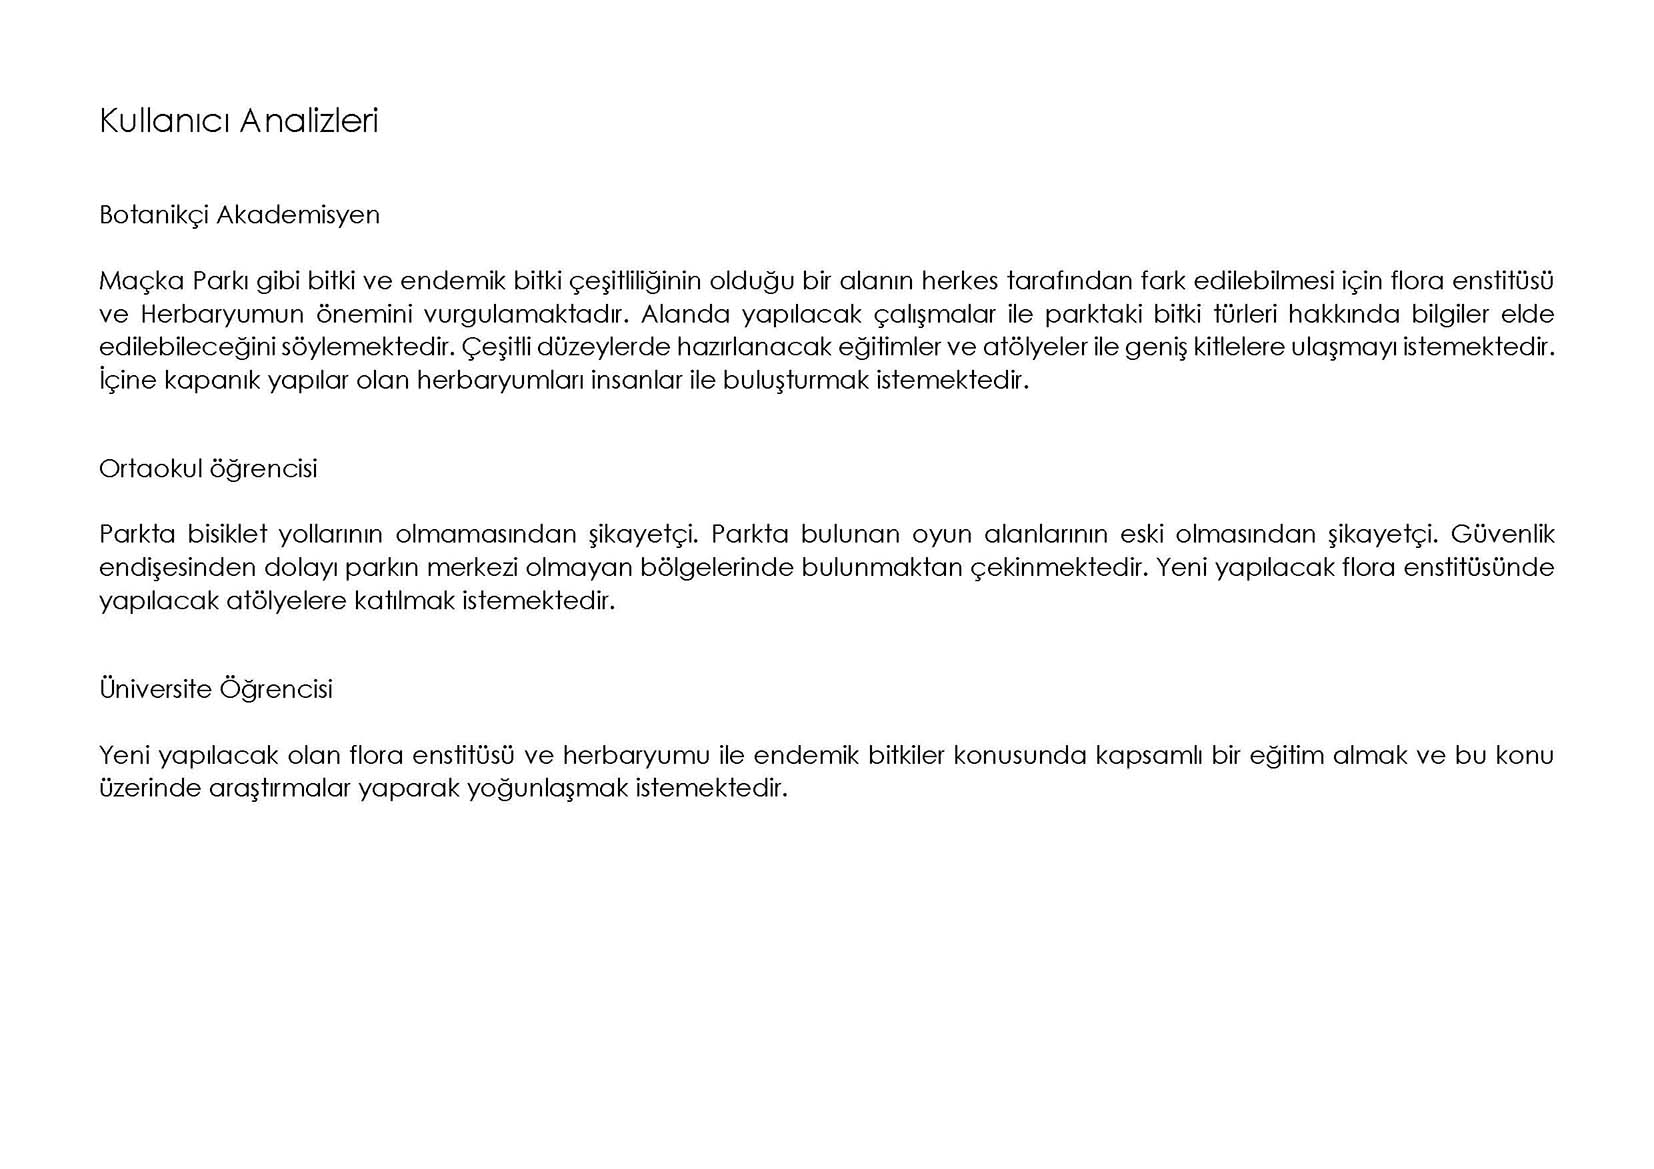 Kullanıcı Analizleri
Botanikçi Akademisyen
Maçka Parkı gibi bitki ve endemik bitki çeşitliliğinin olduğu bir alanın herkes tarafından fark edilebilmesi için flora enstitüsü
ve Herbaryumun önemini vurgulamaktadır. Alanda yapılacak çalışmalar ile parktaki bitki türleri hakkında bilgiler elde
edilebileceğini söylemektedir. Çeşitli düzeylerde hazırlanacak eğitimler ve atölyeler ile geniş kitlelere ulaşmayı istemektedir.
İçine kapanık yapılar olan herbaryumları insanlar ile buluşturmak istemektedir.
Ortaokul öğrencisi
Parkta bisiklet yollarının olmamasından şikayetçi. Parkta bulunan oyun alanlarının eski olmasından şikayetçi. Güvenlik
endişesinden dolayı parkın merkezi olmayan bölgelerinde bulunmaktan çekinmektedir. Yeni yapılacak flora enstitüsünde
yapılacak atölyelere katılmak istemektedir.
Üniversite Öğrencisi
Yeni yapılacak olan flora enstitüsü ve herbaryumu ile endemik bitkiler konusunda kapsamlı bir eğitim almak ve bu konu
üzerinde araştırmalar yaparak yoğunlaşmak istemektedir.